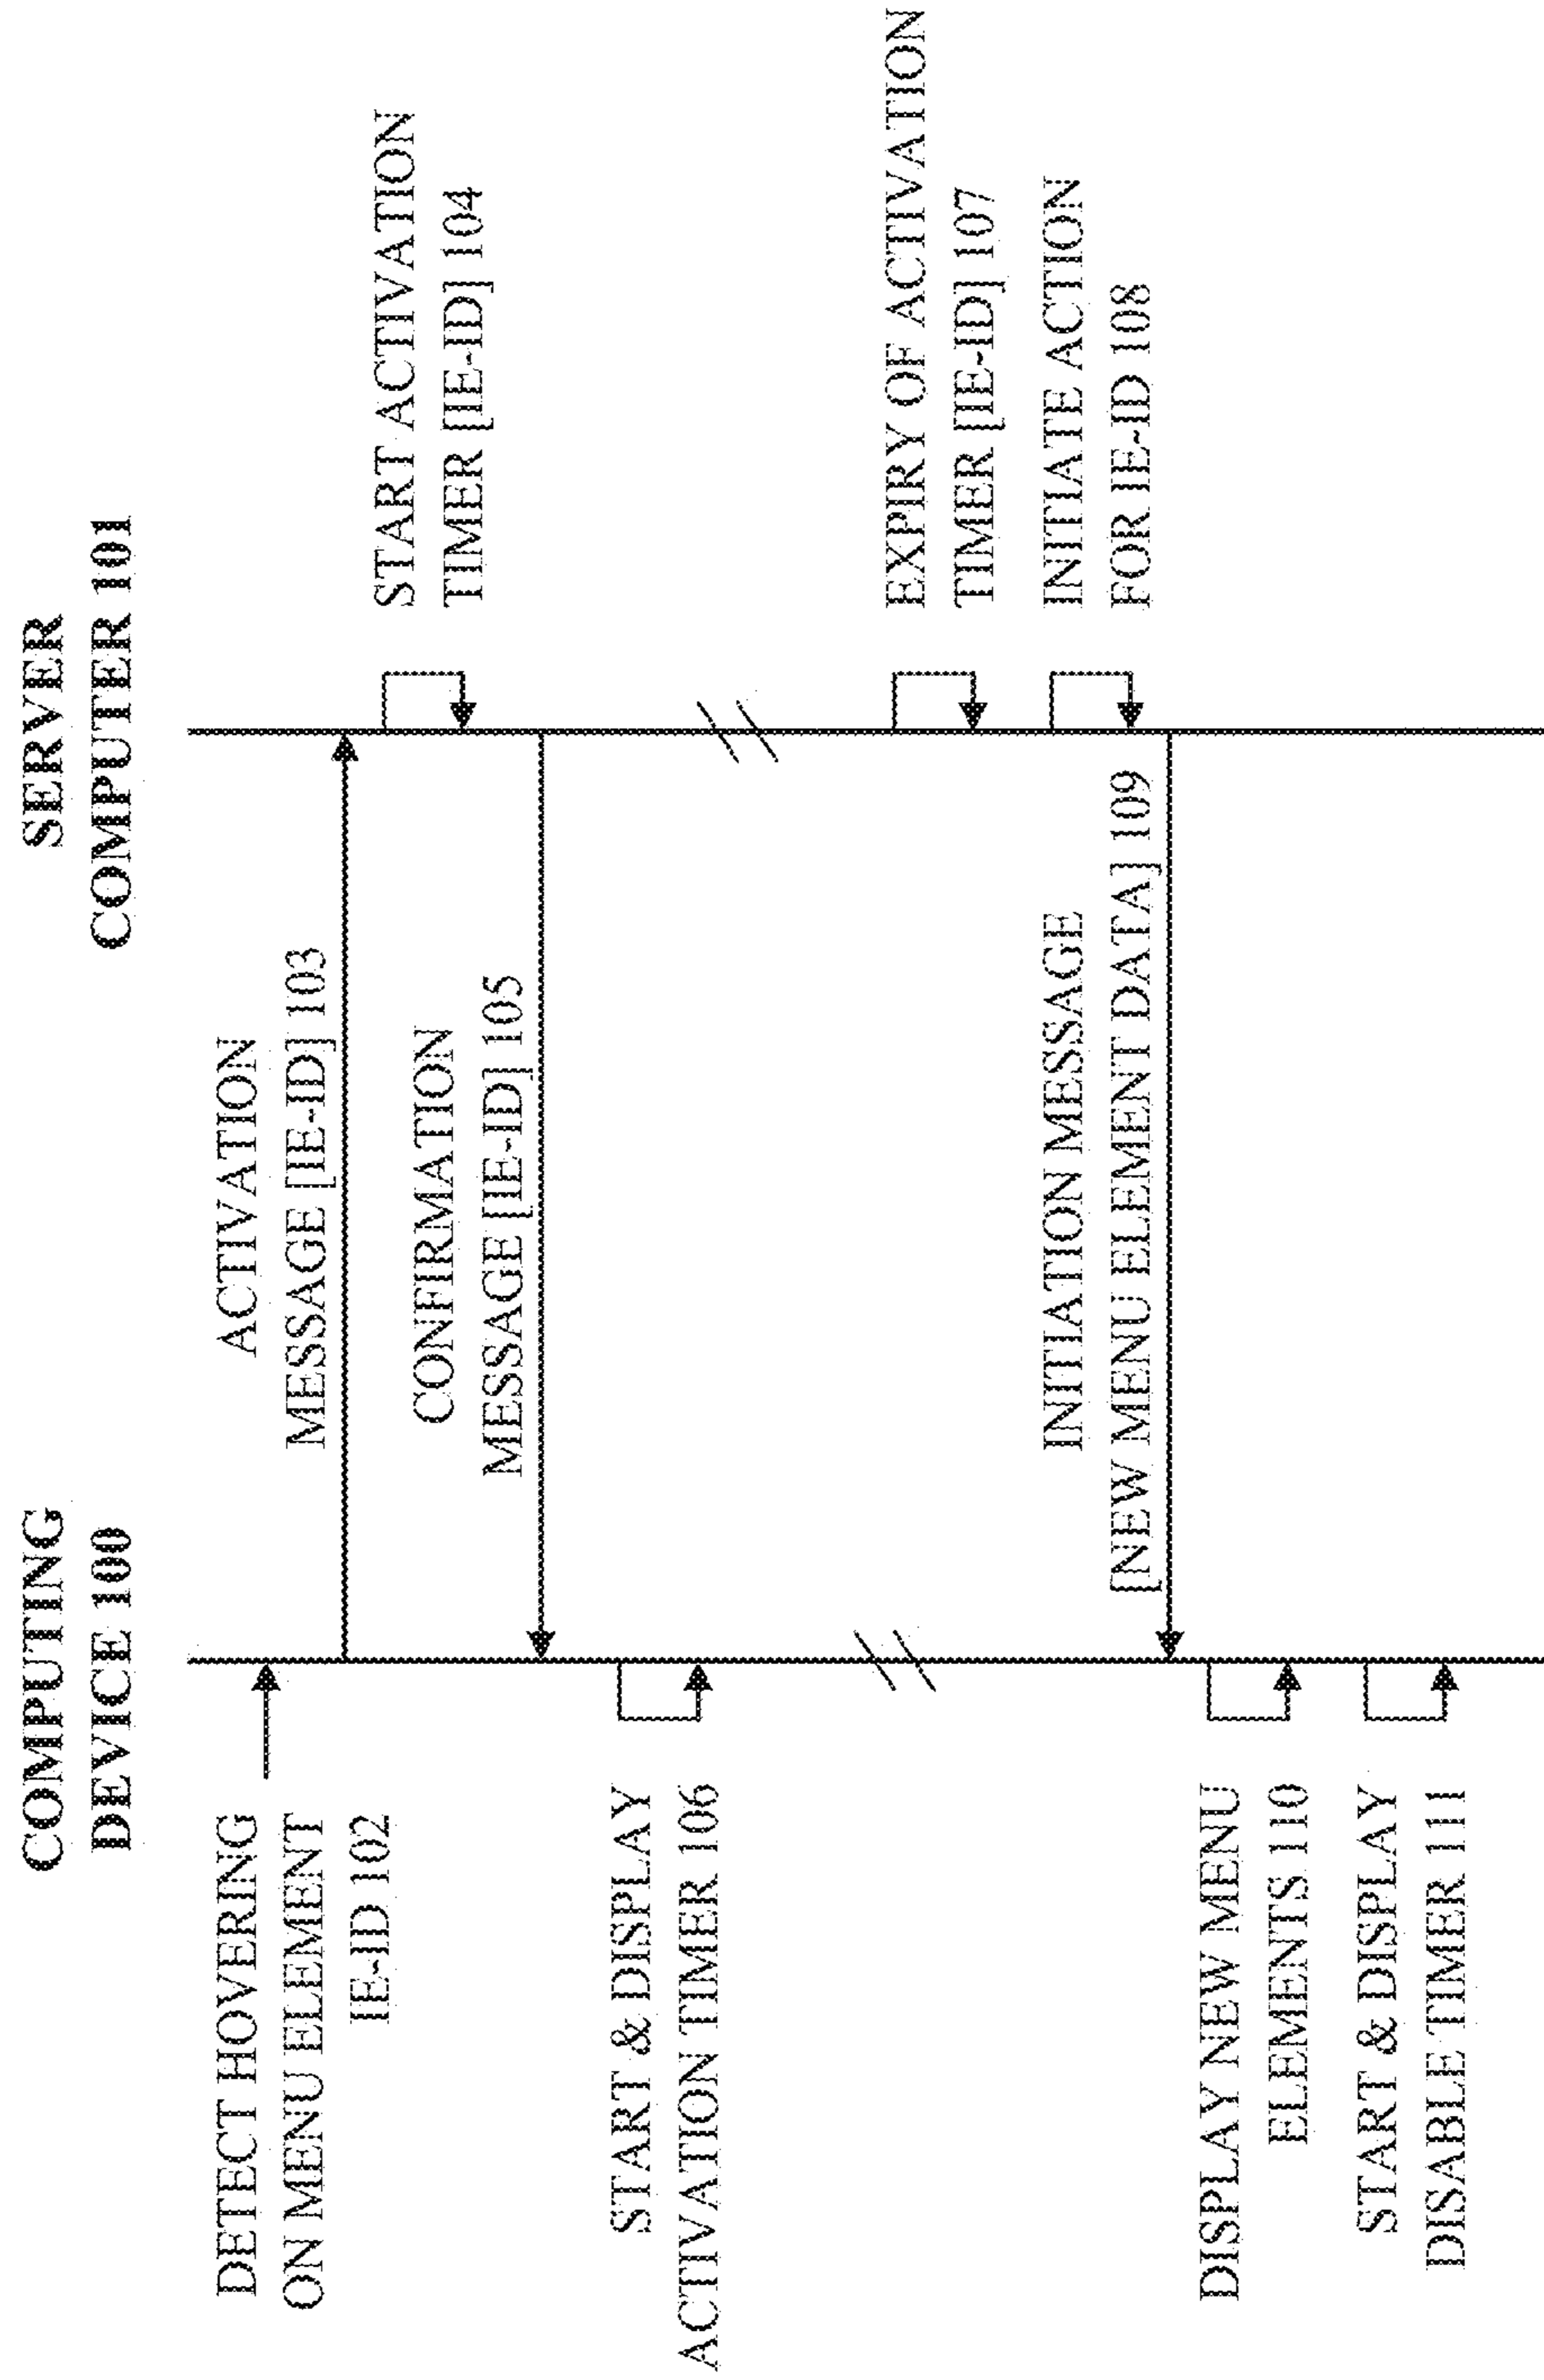 COMPUTING
DEVICE 100
SERVER
COMPUTER 101
DETECT HOVERING
ON MENU ELEMENT
IE-ID 102
ACTIVATION
MESSAGE [IE-ID] 103
START ACTIVATION
TIMER [IE-ID] 104
CONFIRMATION
MESSAGE [IE-ID] 105
START & DISPLAY
ACTIVATION TIMER 106
EXPIRY OF ACTIVATION
TIMER [IE-ID] 107
INITIATE ACTION
FOR IE-ID 108
INITIATION MESSAGE
[NEW MENU ELEMENT DATA] 109
DISPLAY NEW MENU
ELEMENTS 110
START & DISPLAY
DISABLE TIMER 111